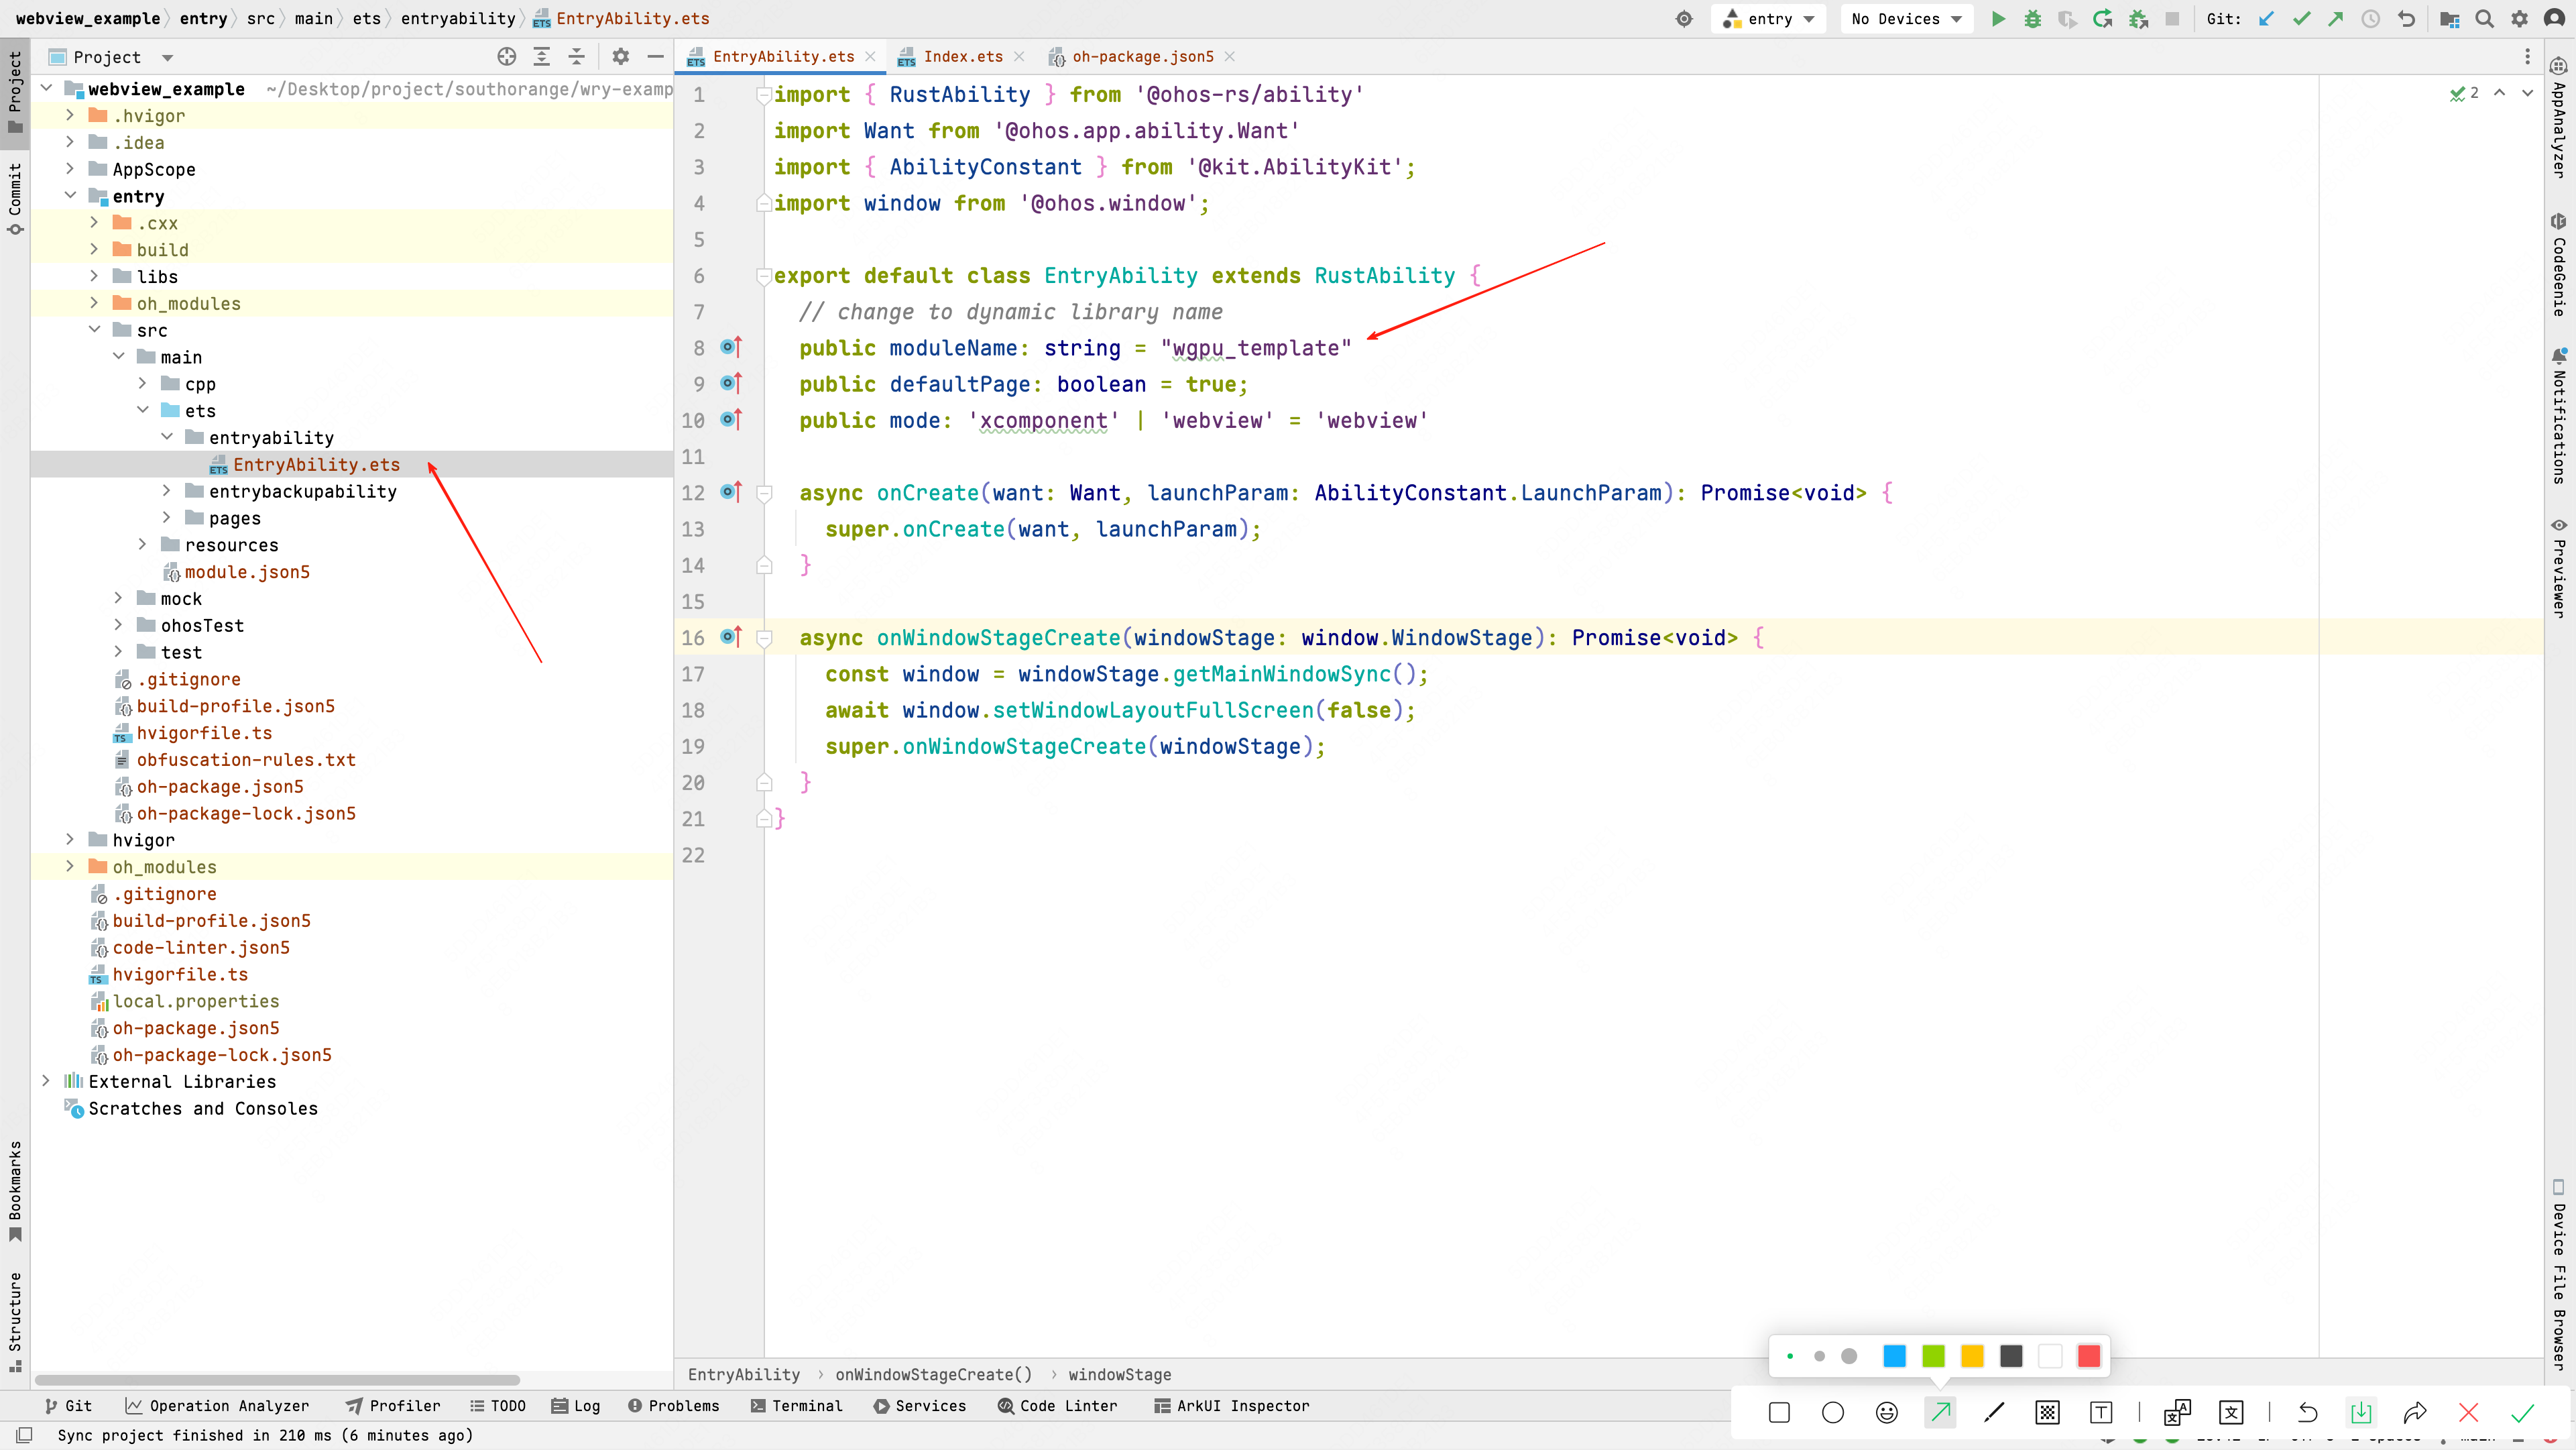 webview_example entry src main ets entryability EntryAbility.ets
entry No Devices Git:
Project
EntryAbility.ets Index.ets oh-package.json5
Project
Commit
Bookmarks
Structure
webview_example ~/Desktop/project/southorange/wry-examp
.hvigor
.idea
AppScope
entry
.cxx
build
libs
oh_modules
src
main
cpp
ets
entryability
EntryAbility.ets
entrybackupability
pages
resources
module.json5
mock
ohosTest
test
.gitignore
build-profile.json5
hvigorfile.ts
obfuscation-rules.txt
oh-package.json5
oh-package-lock.json5
hvigor
oh_modules
.gitignore
build-profile.json5
code-linter.json5
hvigorfile.ts
local.properties
oh-package.json5
oh-package-lock.json5
External Libraries
Scratches and Consoles
1 import { RustAbility } from '@ohos-rs/ability'
2 import Want from '@ohos.app.ability.Want'
3 import { AbilityConstant } from '@kit.AbilityKit';
4 import window from '@ohos.window';
5
6 export default class EntryAbility extends RustAbility {
7 // change to dynamic library name
8 public moduleName: string = "wgpu_template"
9 public defaultPage: boolean = true;
10 public mode: 'xcomponent' | 'webview' = 'webview'
11
12 async onCreate(want: Want, launchParam: AbilityConstant.LaunchParam): Promise<void> {
13 super.onCreate(want, launchParam);
14 }
15
16 async onWindowStageCreate(windowStage: window.WindowStage): Promise<void> {
17 const window = windowStage.getMainWindowSync();
18 await window.setWindowLayoutFullScreen(false);
19 super.onWindowStageCreate(windowStage);
20 }
21 }
22
2
AppAnalyzer
CodeGenie
Notifications
Previewer
Device File Browser
EntryAbility › onWindowStageCreate() › windowStage
Git Operation Analyzer Profiler TODO Log Problems Terminal Services Code Linter ArkUI Inspector
Sync project finished in 210 ms (6 minutes ago)